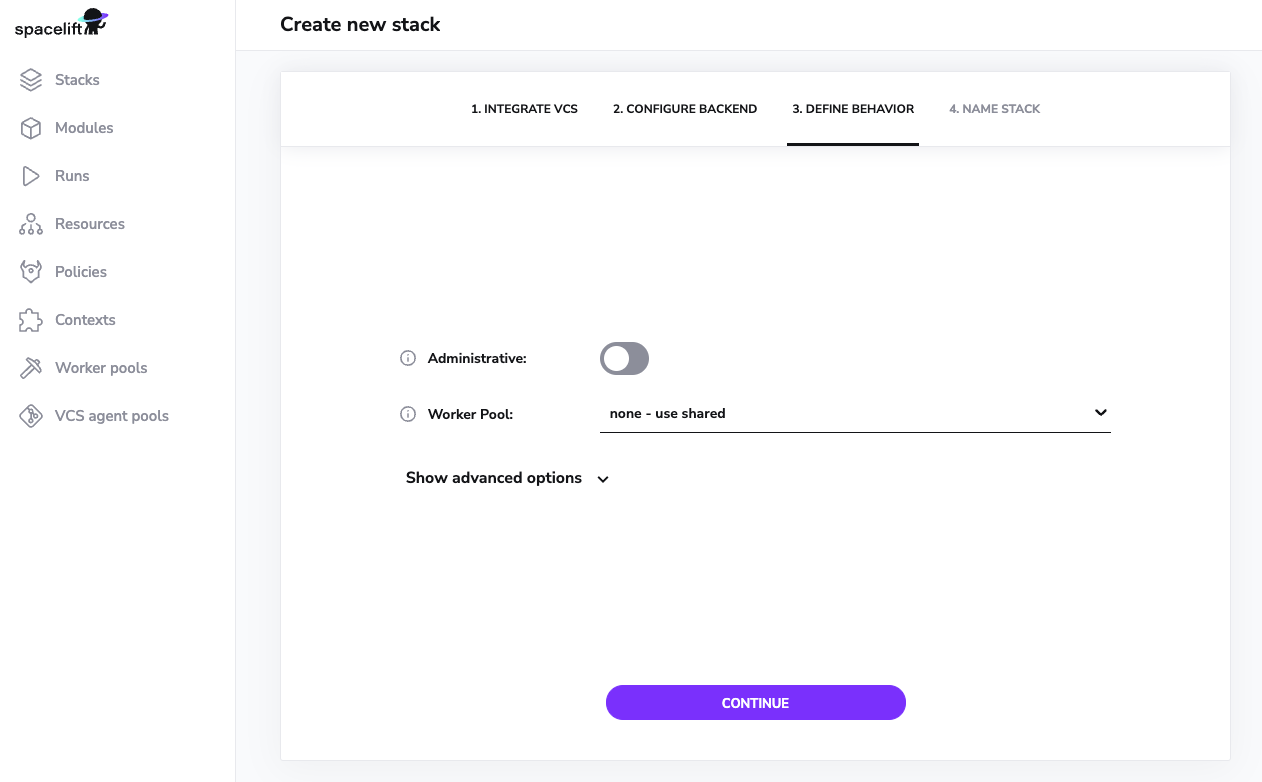 spacelift
Create new stack
Stacks
Modules
Runs
Resources
Policies
Contexts
Worker pools
VCS agent pools
1. INTEGRATE VCS
2. CONFIGURE BACKEND
3. DEFINE BEHAVIOR
4. NAME STACK
Administrative:
Worker Pool:
none - use shared
Show advanced options
CONTINUE